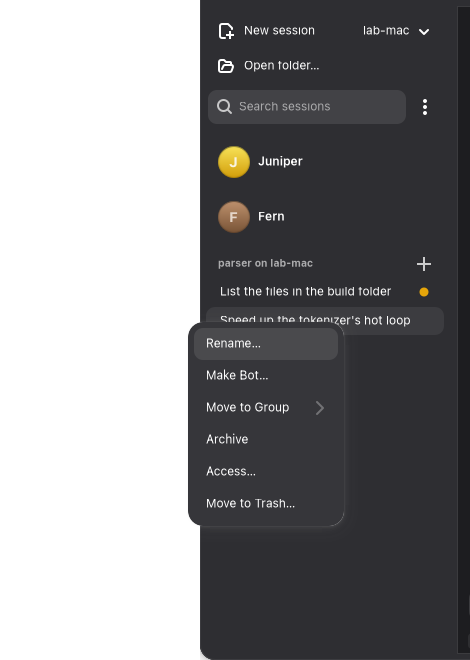 New session
lab-mac
Open folder...
Search sessions
J
Juniper
F
Fern
parser on lab-mac
List the files in the build folder
Speed up the tokenizer's hot loop
Rename...
Make Bot...
Move to Group
Archive
Access...
Move to Trash...